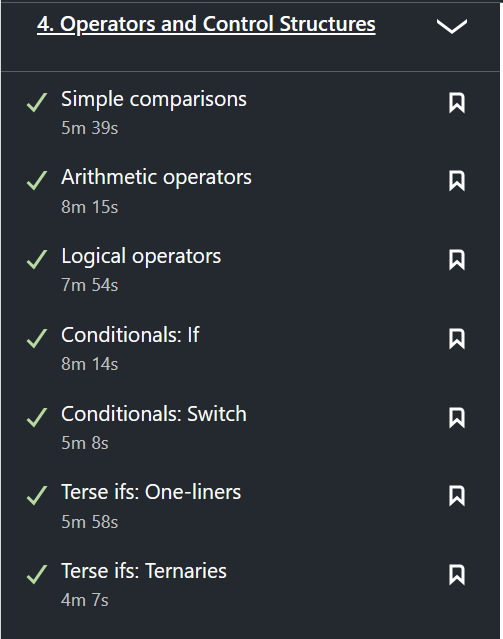 4. Operators and Control Structures
Simple comparisons
5m 39s
Arithmetic operators
8m 15s
Logical operators
7m 54s
Conditionals: If
8m 14s
Conditionals: Switch
5m 8s
Terse ifs: One-liners
5m 58s
Terse ifs: Ternaries
4m 7s